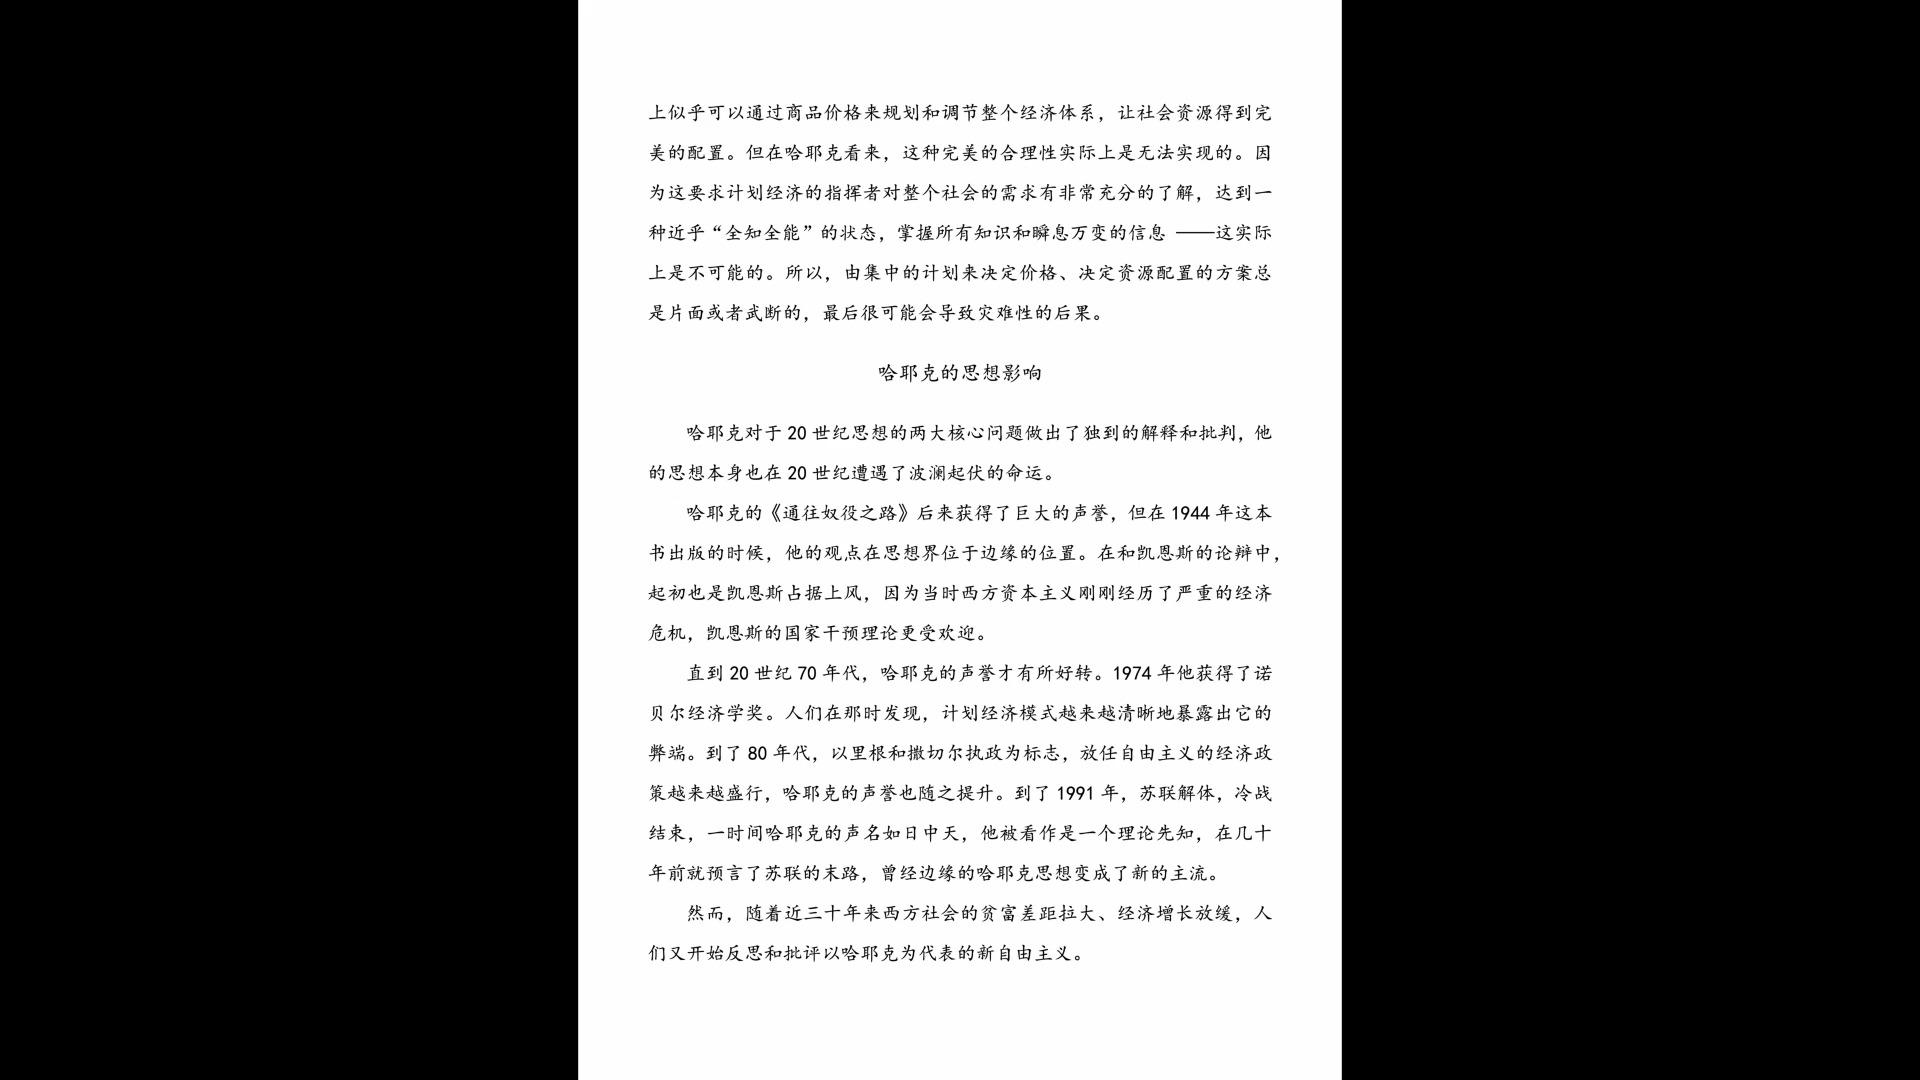 上似乎可以通过商品价格来规划和调节整个经济体系，让社会资源得到完
美的配置。但在哈耶克看来，这种完美的合理性实际上是无法实现的。因
为这要求计划经济的指挥者对整个社会的需求有非常充分的了解，达到一
种近乎“全知全能”的状态，掌握所有知识和瞬息万变的信息 ——这实际
上是不可能的。所以，由集中的计划来决定价格、决定资源配置的方案总
是片面或者武断的，最后很可能会导致灾难性的后果。
哈耶克的思想影响
哈耶克对于 20 世纪思想的两大核心问题做出了独到的解释和批判，他
的思想本身也在 20 世纪遭遇了波澜起伏的命运。
哈耶克的《通往奴役之路》后来获得了巨大的声誉，但在 1944 年这本
书出版的时候，他的观点在思想界位于边缘的位置。在和凯恩斯的论辩中，
起初也是凯恩斯占据上风，因为当时西方资本主义刚刚经历了严重的经济
危机，凯恩斯的国家干预理论更受欢迎。
直到 20 世纪 70 年代，哈耶克的声誉才有所好转。1974 年他获得了诺
贝尔经济学奖。人们在那时发现，计划经济模式越来越清晰地暴露出它的
弊端。到了 80 年代，以里根和撒切尔执政为标志，放任自由主义的经济政
策越来越盛行，哈耶克的声誉也随之提升。到了 1991 年，苏联解体，冷战
结束，一时间哈耶克的声名如日中天，他被看作是一个理论先知，在几十
年前就预言了苏联的末路，曾经边缘的哈耶克思想变成了新的主流。
然而，随着近三十年来西方社会的贫富差距拉大、经济增长放缓，人
们又开始反思和批评以哈耶克为代表的新自由主义。